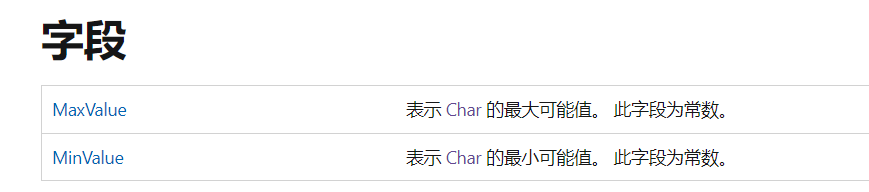 字段
MaxValue 表示 Char 的最大可能值。 此字段为常数。
MinValue 表示 Char 的最小可能值。 此字段为常数。